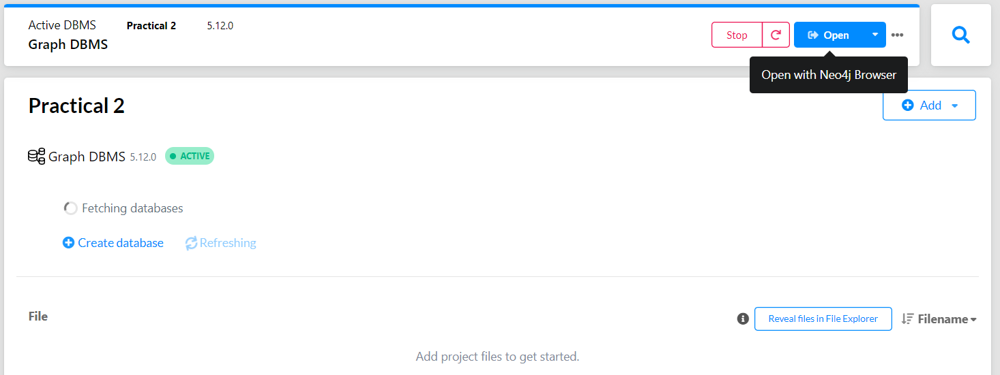 Active DBMS Practical 2 5.12.0
Graph DBMS
Stop Open
Open with Neo4j Browser
Practical 2
Add
Graph DBMS 5.12.0 ACTIVE
Fetching databases
Create database Refreshing
File
Reveal files in File Explorer Filename
Add project files to get started.